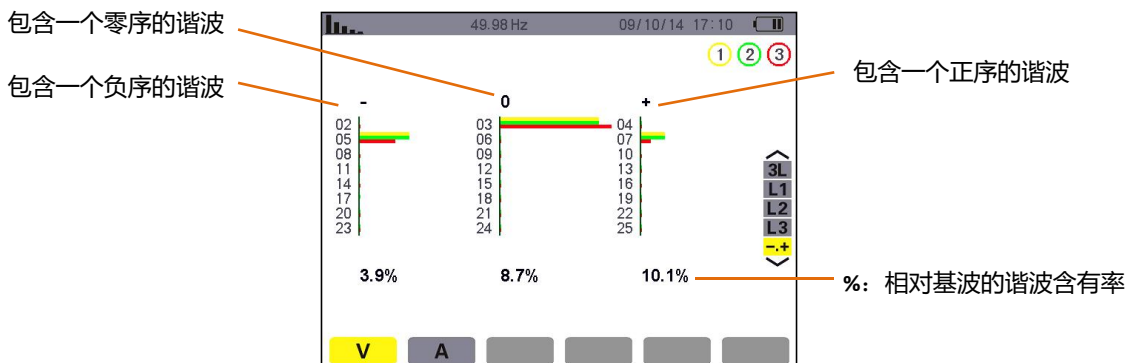 包含一个零序的谐波
包含一个负序的谐波
包含一个正序的谐波
49.98 Hz 09/10/14 17:10
1 2 3
- 0 +
02 03 04
05 06 07
08 09 10
11 12 13
14 15 16
17 18 19
20 21 22
23 24 25
3L
L1
L2
L3
-.+
3.9% 8.7% 10.1%
%：相对基波的谐波含有率
V A